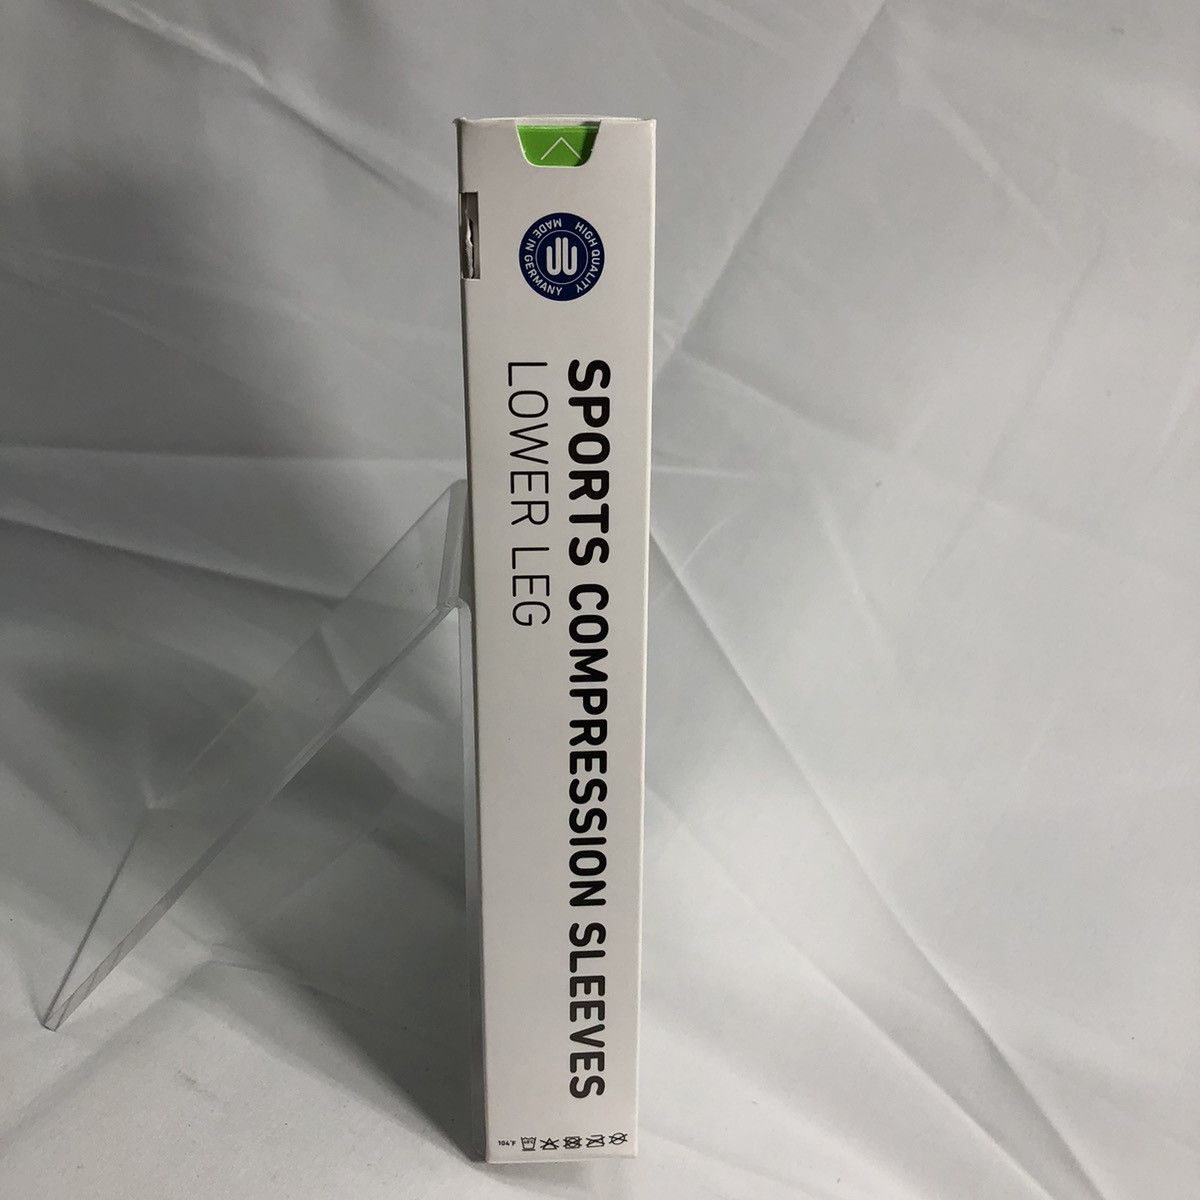 HIGH QUALITY
MADE IN GERMANY
SPORTS COMPRESSION SLEEVES
LOWER LEG
104°F